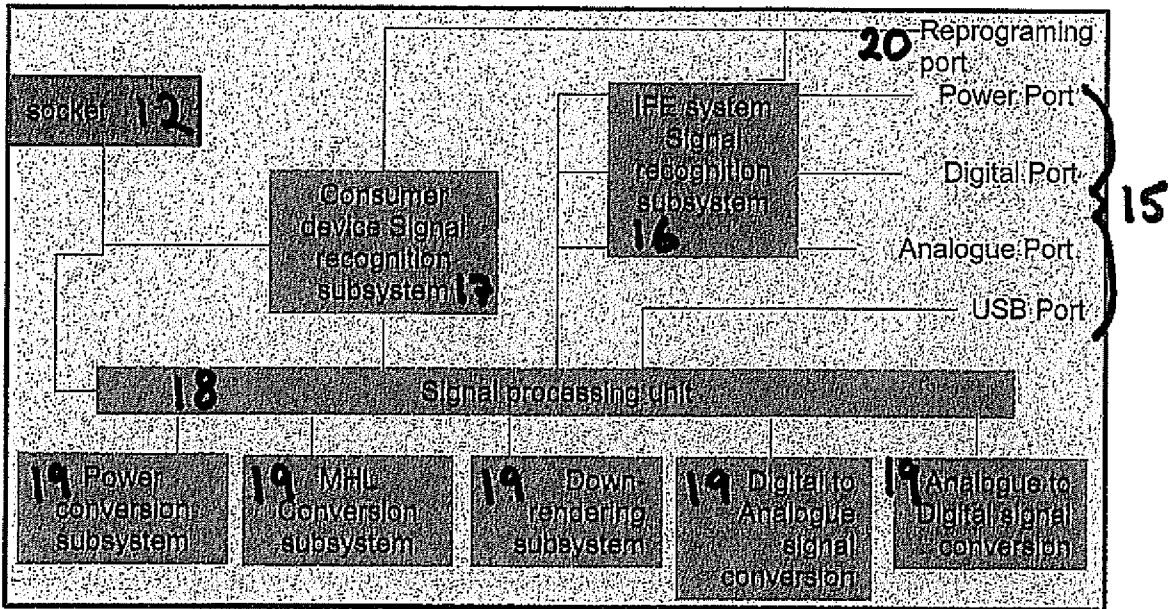 20 Reprograming
port
socket 12
IFE system
Signal
recognition
subsystem
16
Power Port
Digital Port
15
Analogue Port
USB Port
Consumer
device Signal
recognition
subsystem 17
18 Signal processing unit
19 Power
conversion
subsystem
19 MHL
Conversion
subsystem
19 Down-
rendering
subsystem
19 Digital to
Analogue
signal
conversion
19 Analogue to
Digital signal
conversion